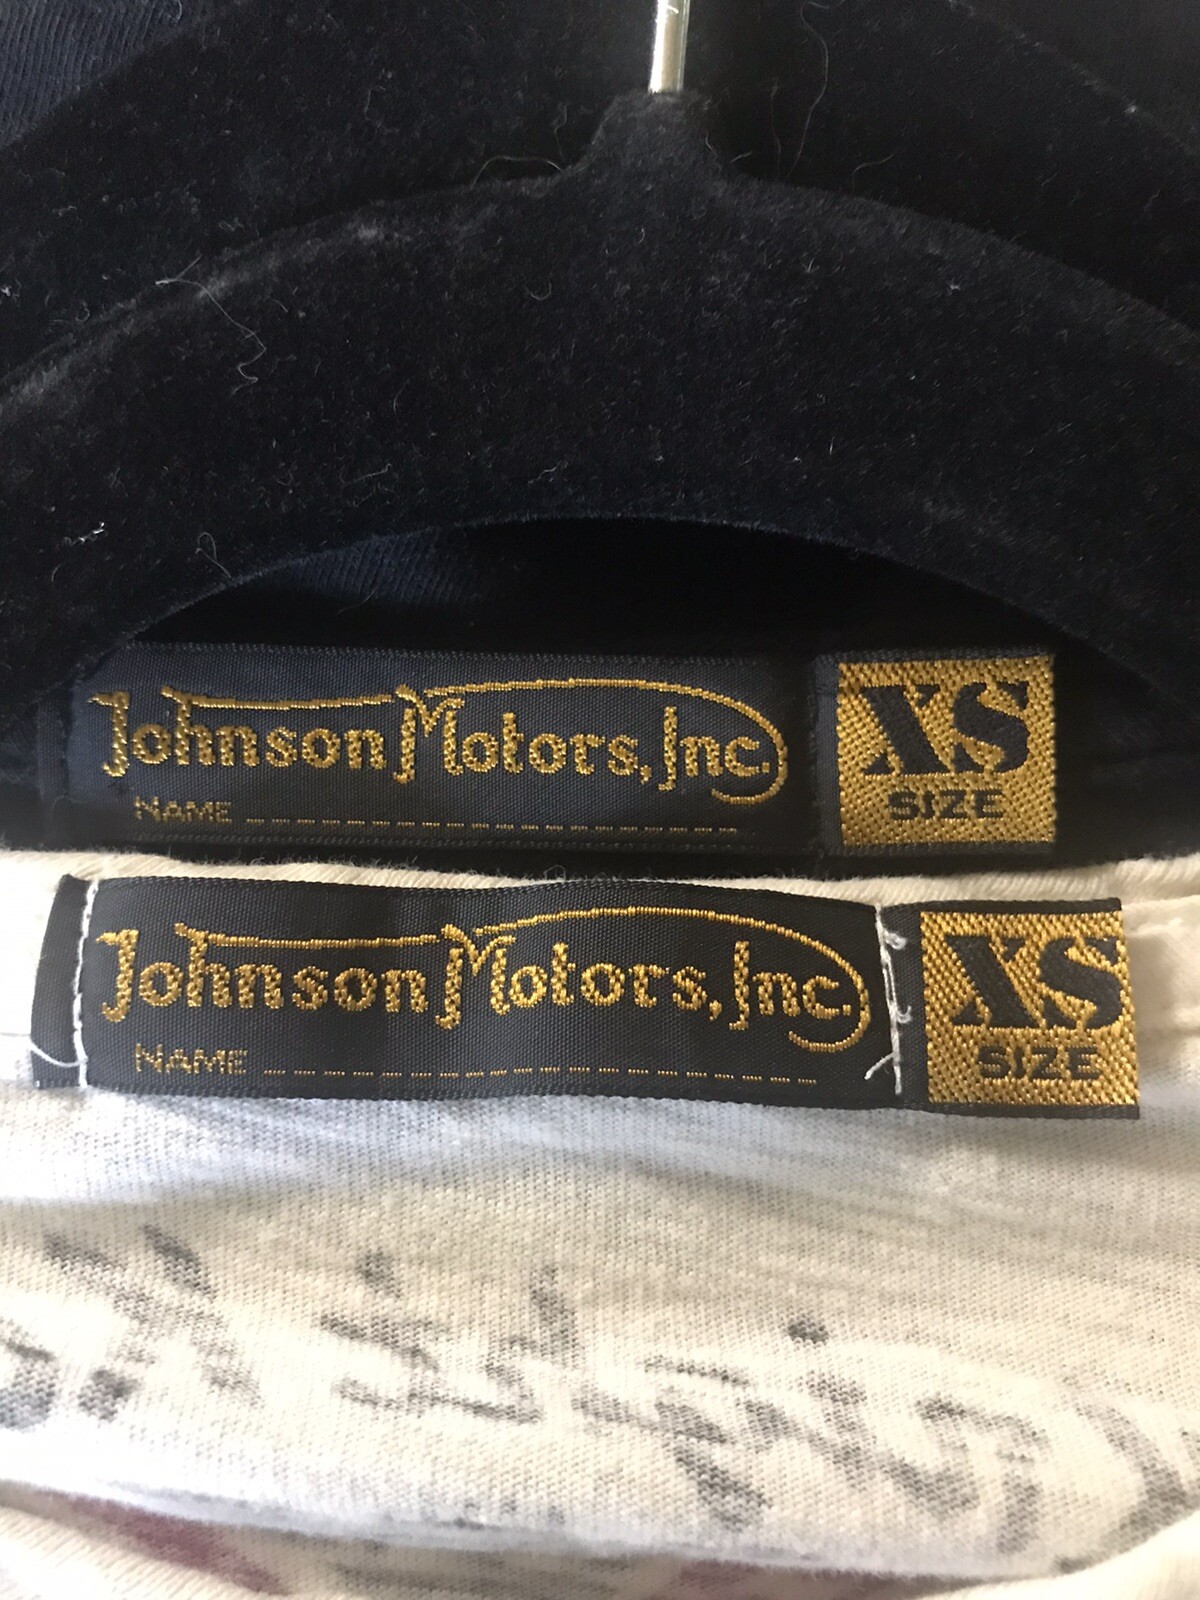 Johnson Motors, Inc.
NAME
XS
SIZE
Johnson Motors, Inc.
NAME
XS
SIZE